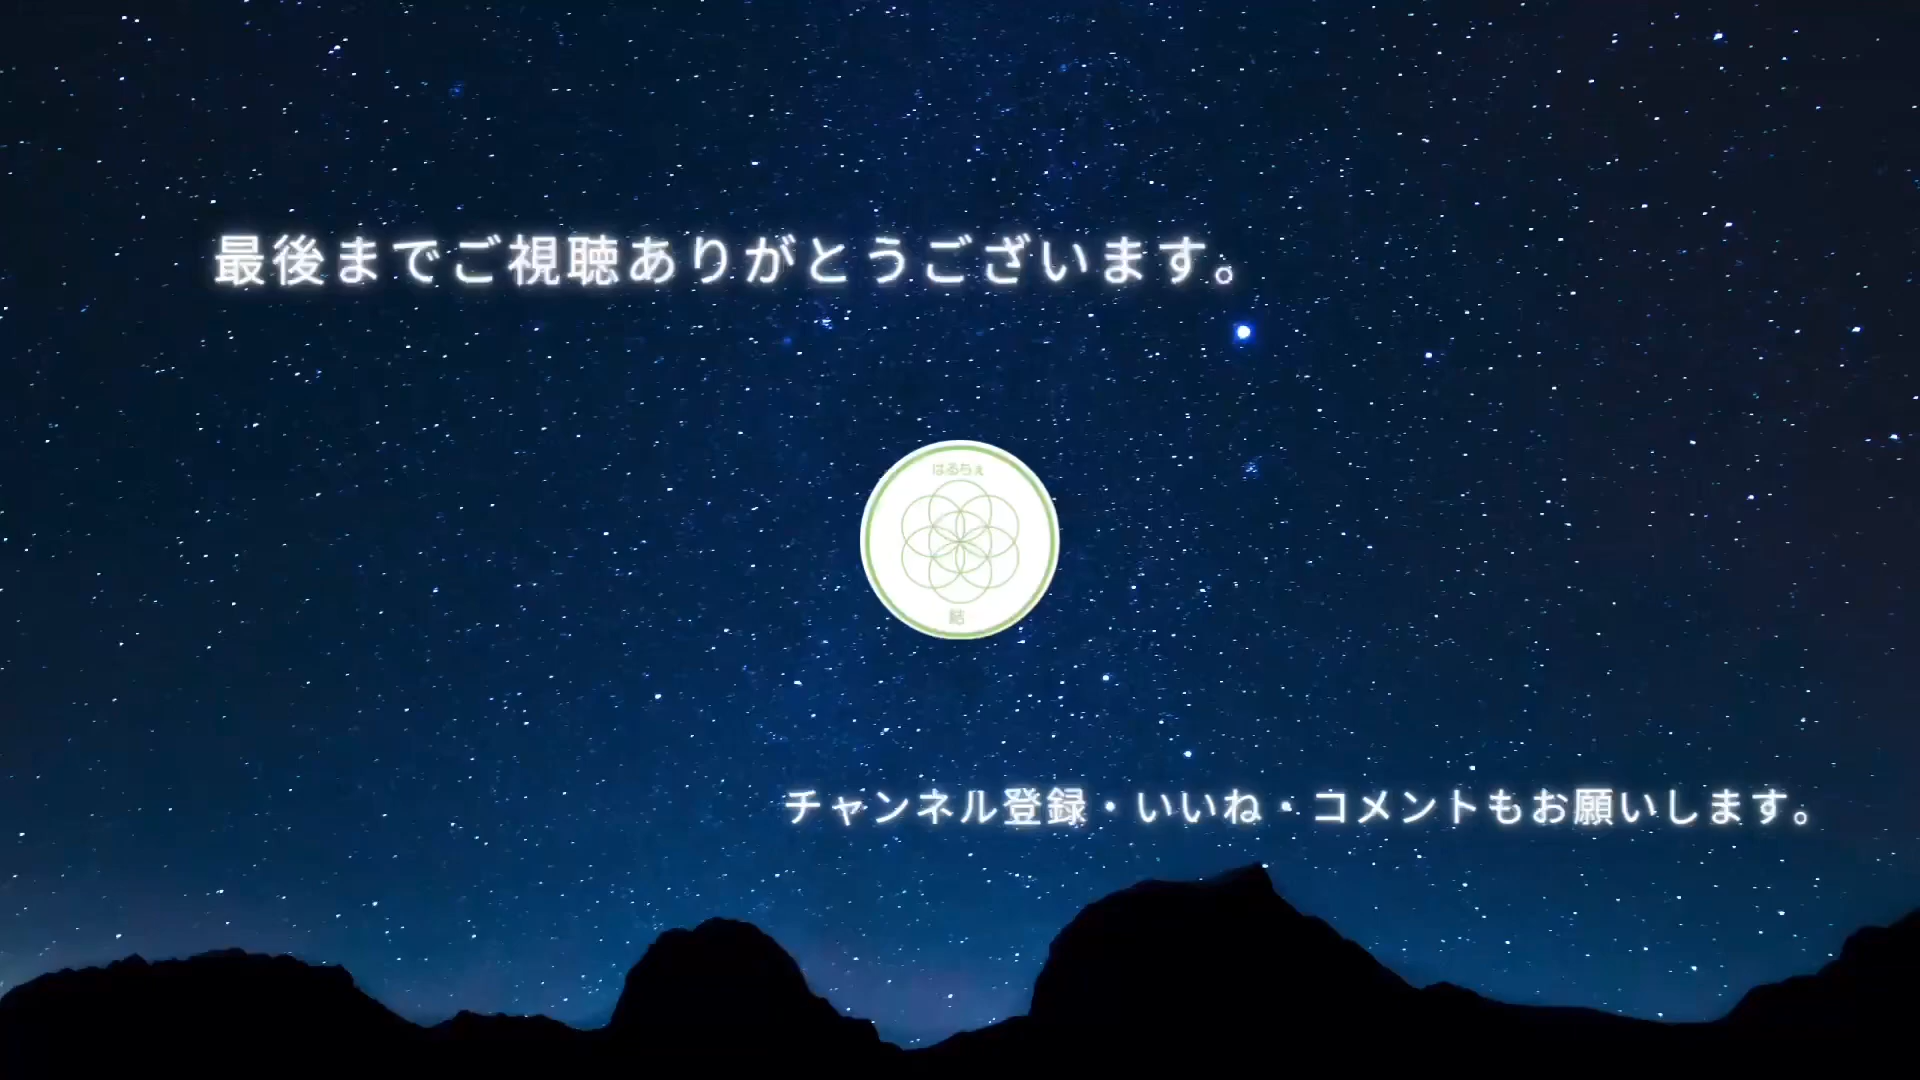 最後までご視聴ありがとうございます。
はるちぇ
結
チャンネル登録・いいね・コメントもお願いします。